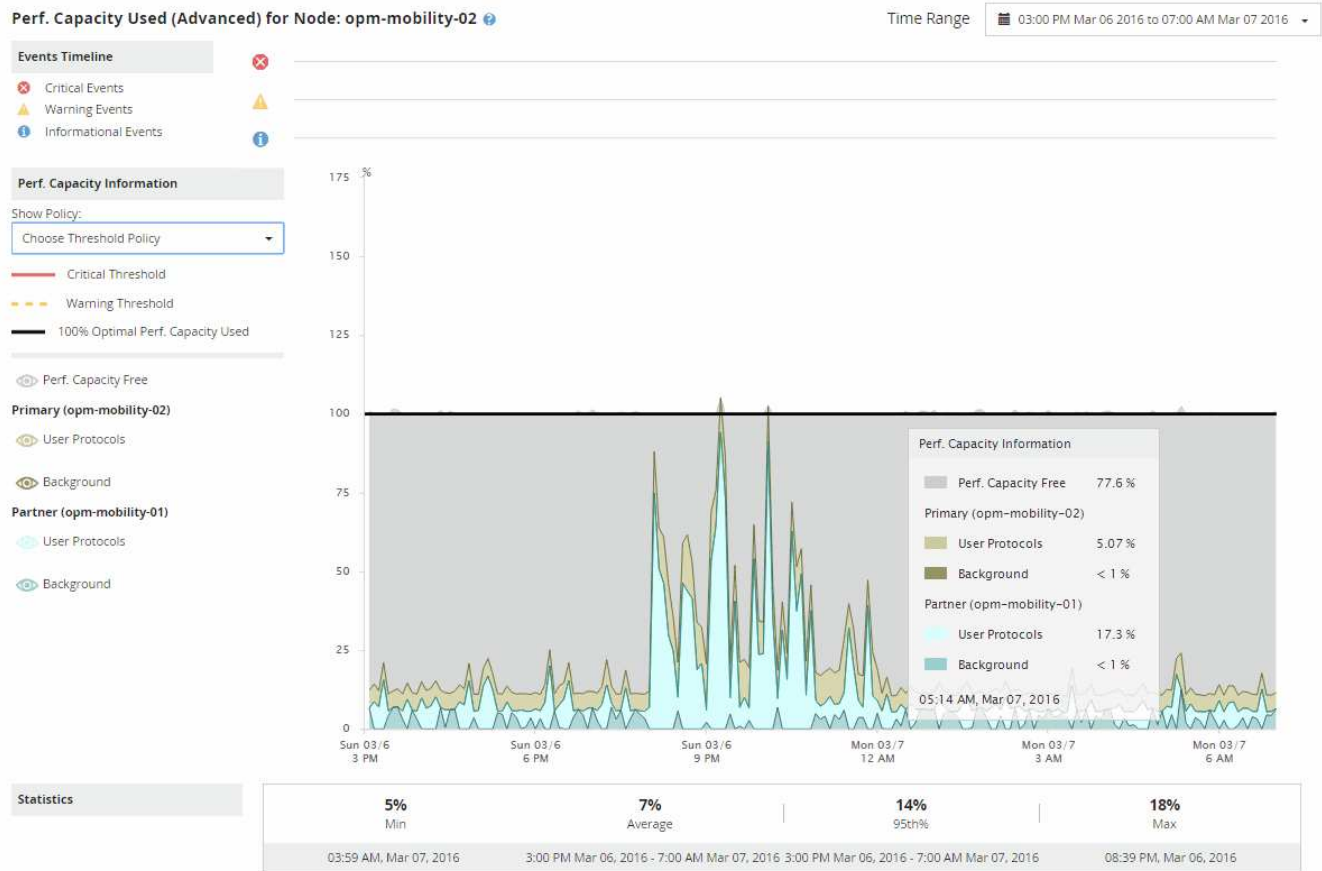 Perf. Capacity Used (Advanced) for Node: opm-mobility-02 ?
Time Range 03:00 PM Mar 06 2016 to 07:00 AM Mar 07 2016
Events Timeline
Critical Events
Warning Events
Informational Events
Perf. Capacity Information
Show Policy:
Choose Threshold Policy
Critical Threshold
Warning Threshold
100% Optimal Perf. Capacity Used
Perf. Capacity Free
Primary (opm-mobility-02)
User Protocols
Background
Partner (opm-mobility-01)
User Protocols
Background
%
175
150
125
100
75
50
25
0
Sun 03/6 Sun 03/6 Sun 03/6 Mon 03/7 Mon 03/7 Mon 03/7
3 PM 6 PM 9 PM 12 AM 3 AM 6 AM
Perf. Capacity Information
Perf. Capacity Free 77.6 %
Primary (opm-mobility-02)
User Protocols 5.07 %
Background < 1 %
Partner (opm-mobility-01)
User Protocols 17.3 %
Background < 1 %
05:14 AM, Mar 07, 2016
Statistics
5% 7% 14% 18%
Min Average 95th% Max
03:59 AM, Mar 07, 2016 3:00 PM Mar 06, 2016 - 7:00 AM Mar 07, 2016 3:00 PM Mar 06, 2016 - 7:00 AM Mar 07, 2016 08:39 PM, Mar 06, 2016